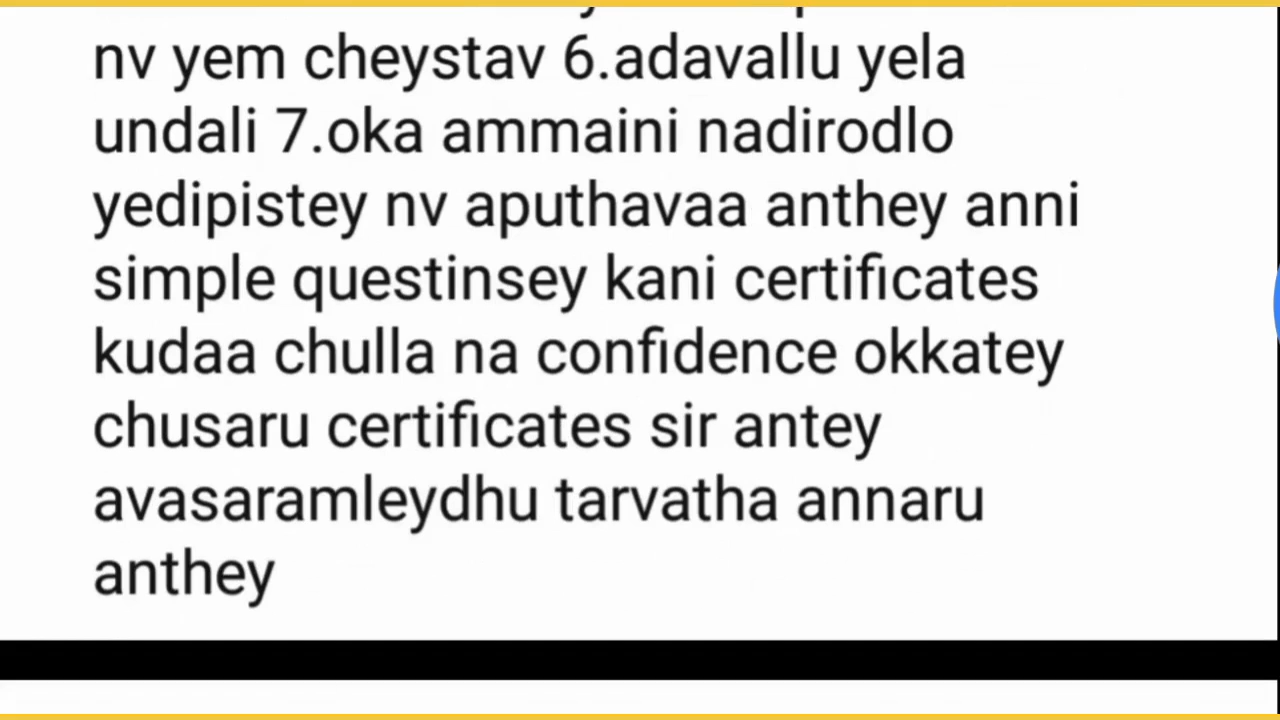 nv yem cheystav 6.adavallu yela
undali 7.oka ammaini nadirodlo
yedipistey nv aputhavaa anthey anni
simple questinsey kani certificates
kudaa chulla na confidence okkatey
chusaru certificates sir antey
avasaramleydhu tarvatha annaru
anthey